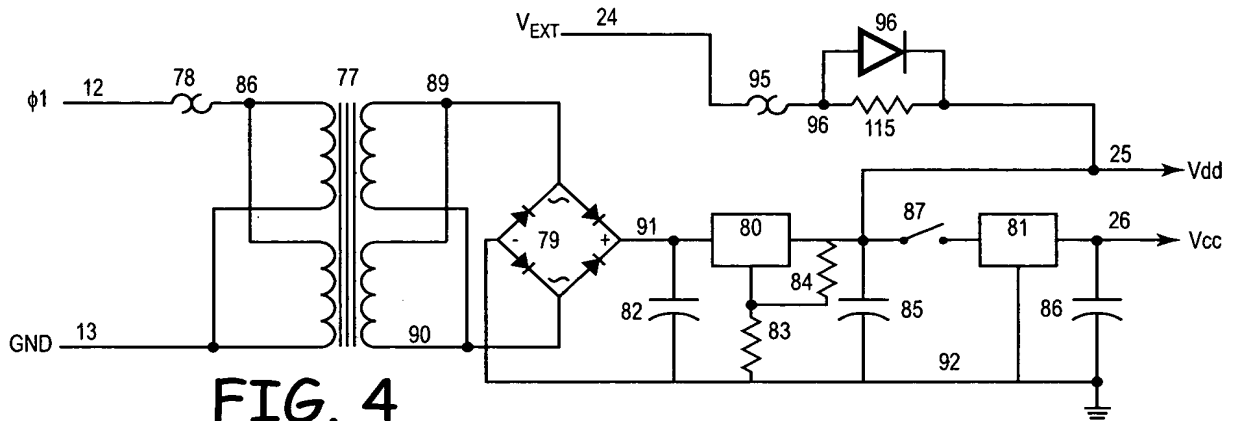 V_EXT 24
96
95
96
115
φ1 12 78 86 77 89
25 Vdd
79
~
- +
~
91 80 87 81 26 Vcc
84
82 83 85 86
GND 13 90 92
FIG. 4